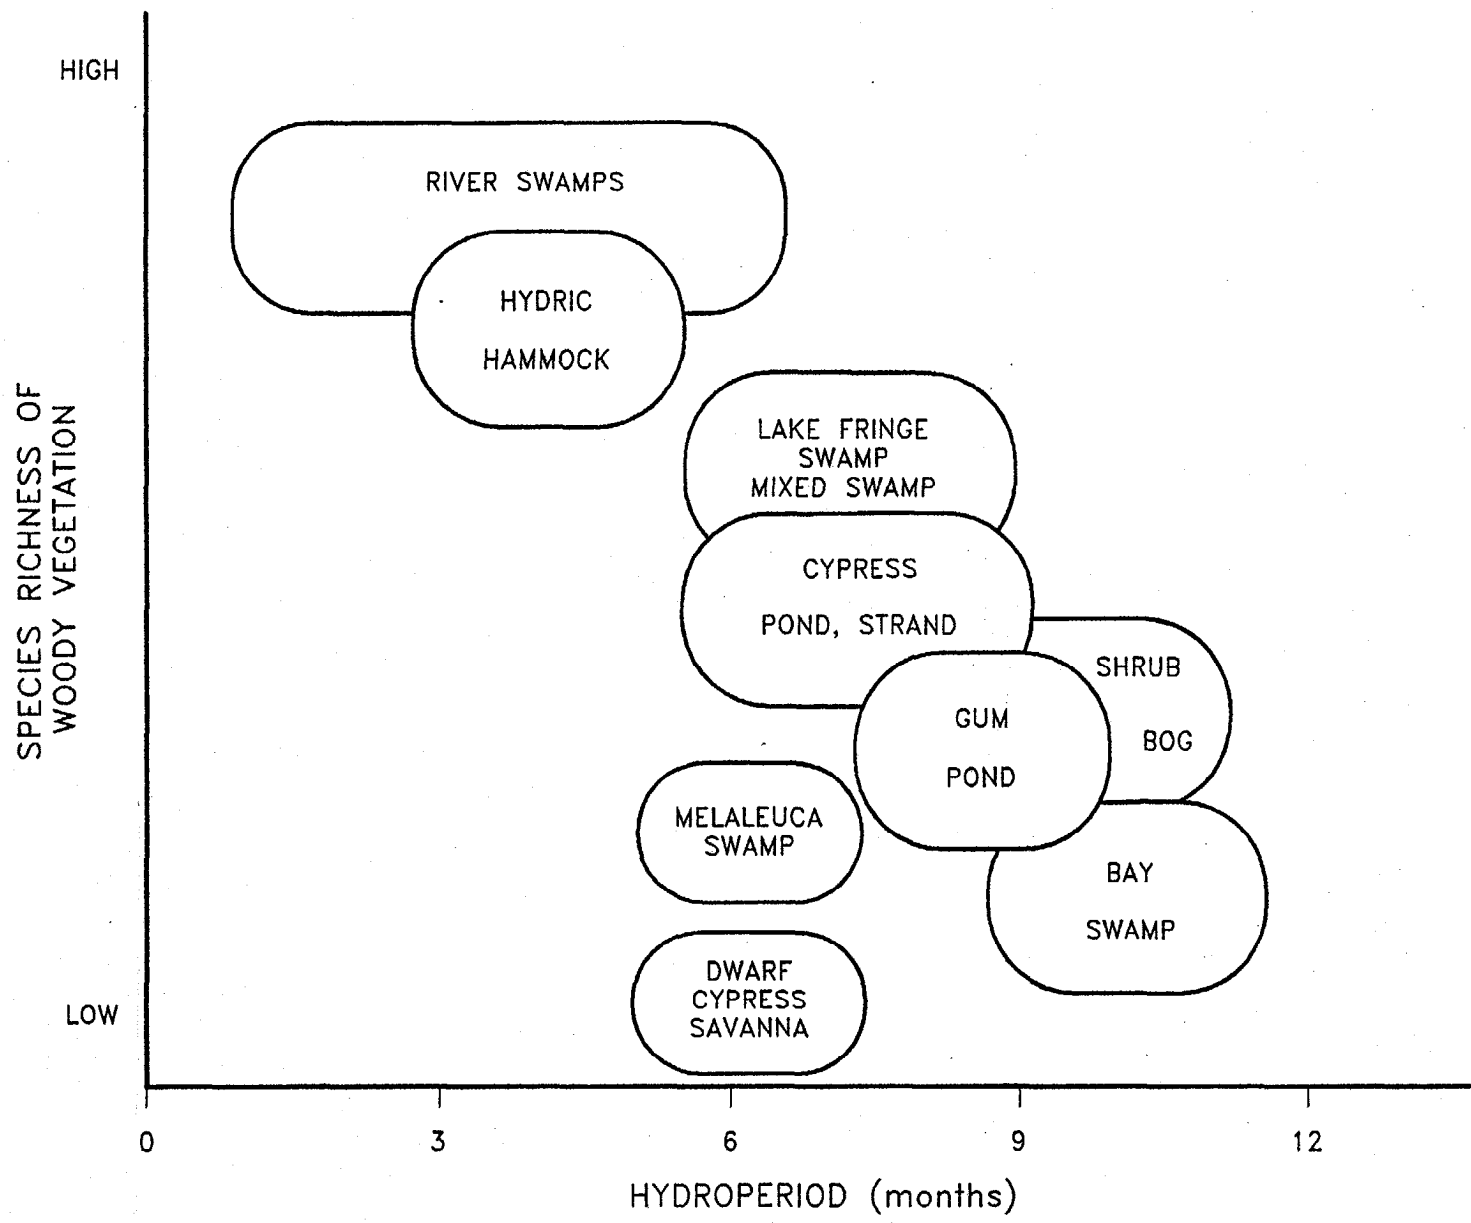 HIGH
RIVER SWAMPS
HYDRIC
HAMMOCK
LAKE FRINGE
SWAMP
MIXED SWAMP
CYPRESS
POND, STRAND
SHRUB
BOG
GUM
POND
MELALEUCA
SWAMP
BAY
SWAMP
DWARF
CYPRESS
SAVANNA
LOW
SPECIES RICHNESS OF
WOODY VEGETATION
0 3 6 9 12
HYDROPERIOD (months)